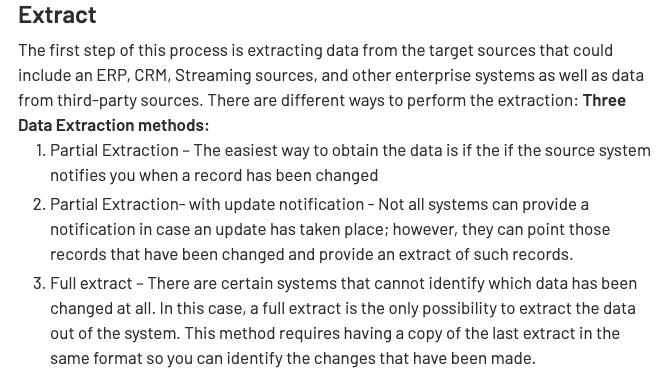 Extract
The first step of this process is extracting data from the target sources that could
include an ERP, CRM, Streaming sources, and other enterprise systems as well as data
from third-party sources. There are different ways to perform the extraction: Three
Data Extraction methods:
1. Partial Extraction – The easiest way to obtain the data is if the if the source system
notifies you when a record has been changed
2. Partial Extraction- with update notification - Not all systems can provide a
notification in case an update has taken place; however, they can point those
records that have been changed and provide an extract of such records.
3. Full extract – There are certain systems that cannot identify which data has been
changed at all. In this case, a full extract is the only possibility to extract the data
out of the system. This method requires having a copy of the last extract in the
same format so you can identify the changes that have been made.